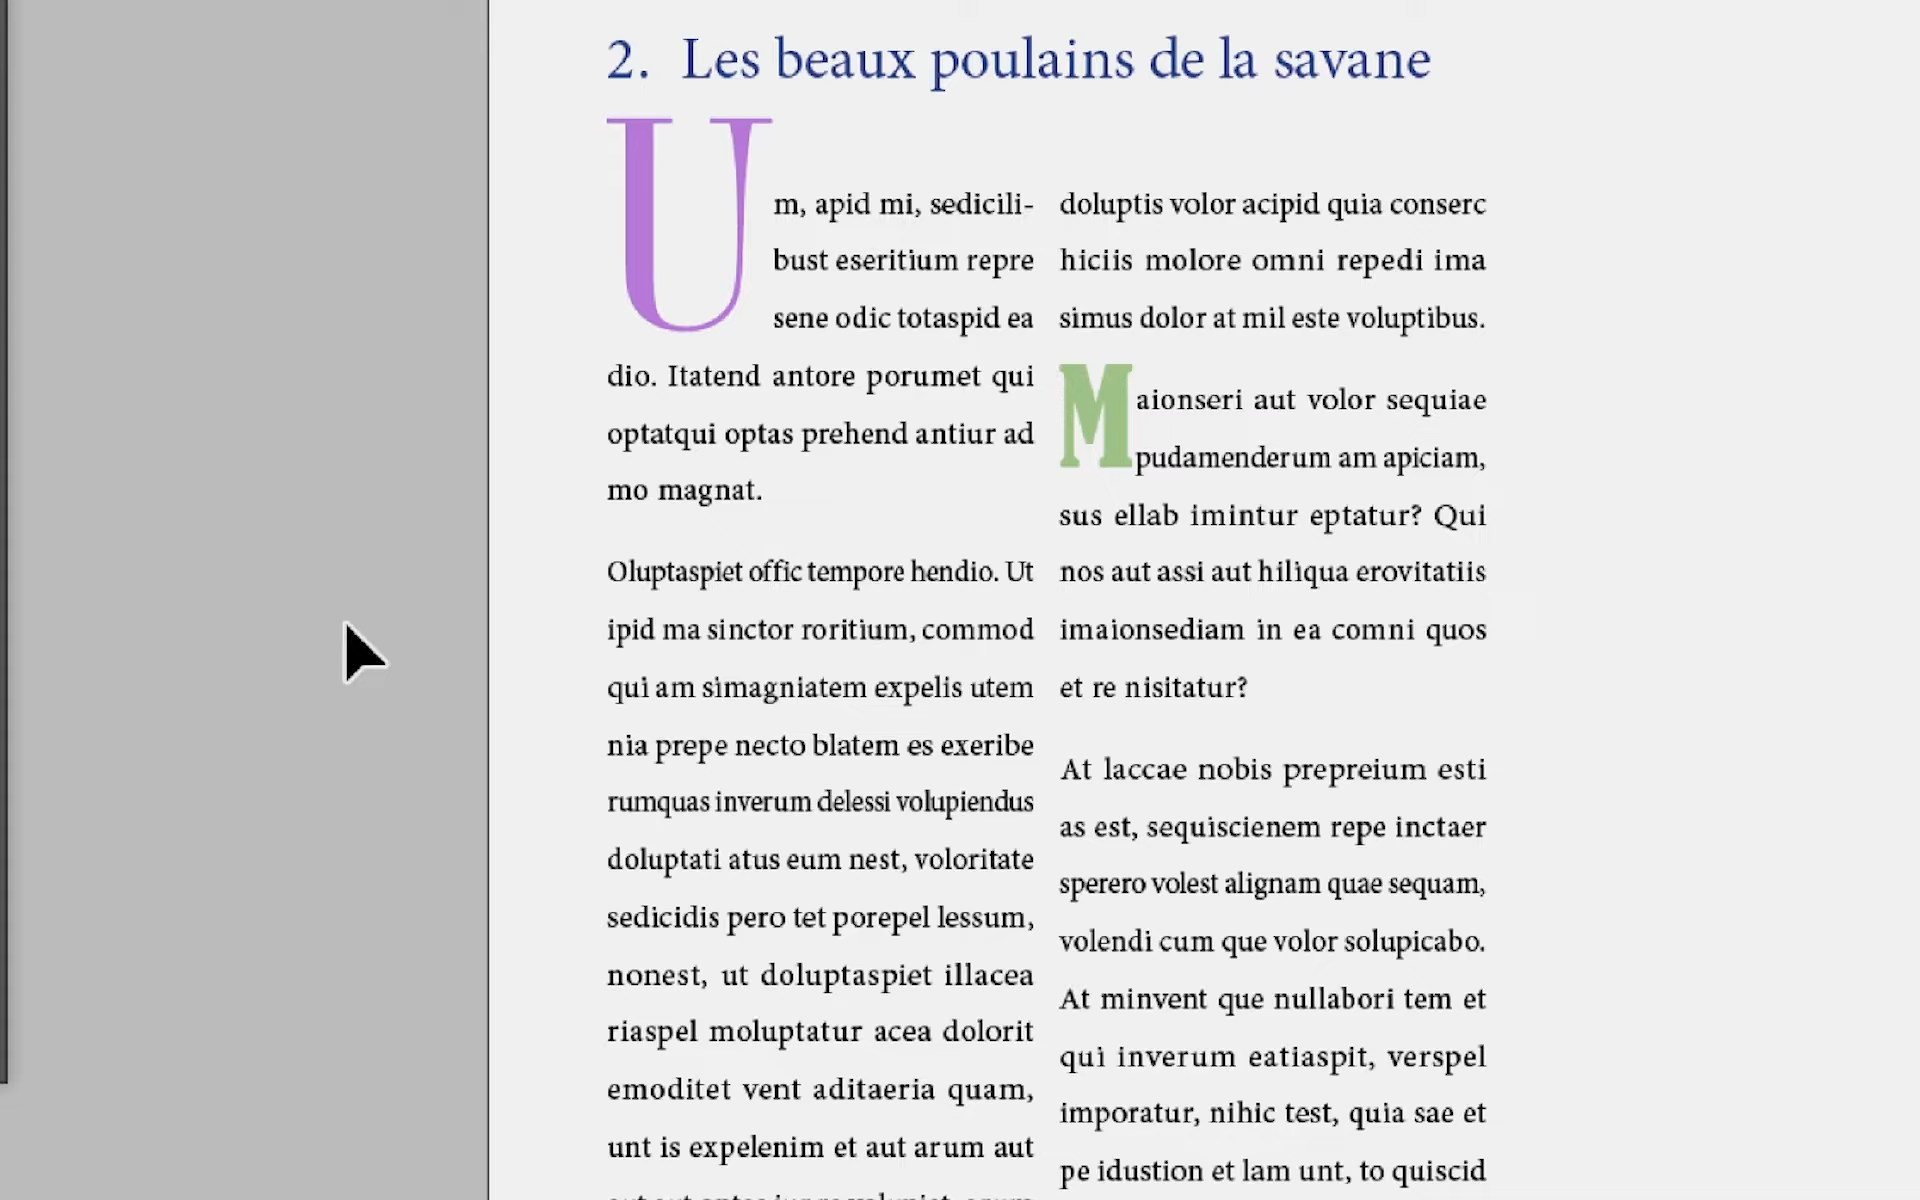 2. Les beaux poulains de la savane
Um, apid mi, sedicili-
bust eseritium repre
sene odic totaspid ea
dio. Itatend antore porumet qui
optatqui optas prehend antiur ad
mo magnat.
Oluptaspiet offic tempore hendio. Ut
ipid ma sinctor roritium, commod
qui am simagniatem expelis utem
nia prepe necto blatem es exeribe
rumquas inverum delessi volupiendus
doluptati atus eum nest, voloritate
sedicidis pero tet porepel lessum,
nonest, ut doluptaspiet illacea
riaspel moluptatur acea dolorit
emoditet vent aditaeria quam,
unt is expelenim et aut arum aut
doluptis volor acipid quia conserc
hiciis molore omni repedi ima
simus dolor at mil este voluptibus.
Maionseri aut volor sequiae
pudamenderum am apiciam,
sus ellab imintur eptatur? Qui
nos aut assi aut hiliqua erovitatiis
imaionsediam in ea comni quos
et re nisitatur?
At laccae nobis prepreium esti
as est, sequiscienem repe inctaer
sperero volest alignam quae sequam,
volendi cum que volor solupicabo.
At minvent que nullabori tem et
qui inverum eatiaspit, verspel
imporatur, nihic test, quia sae et
pe idustion et lam unt, to quiscid